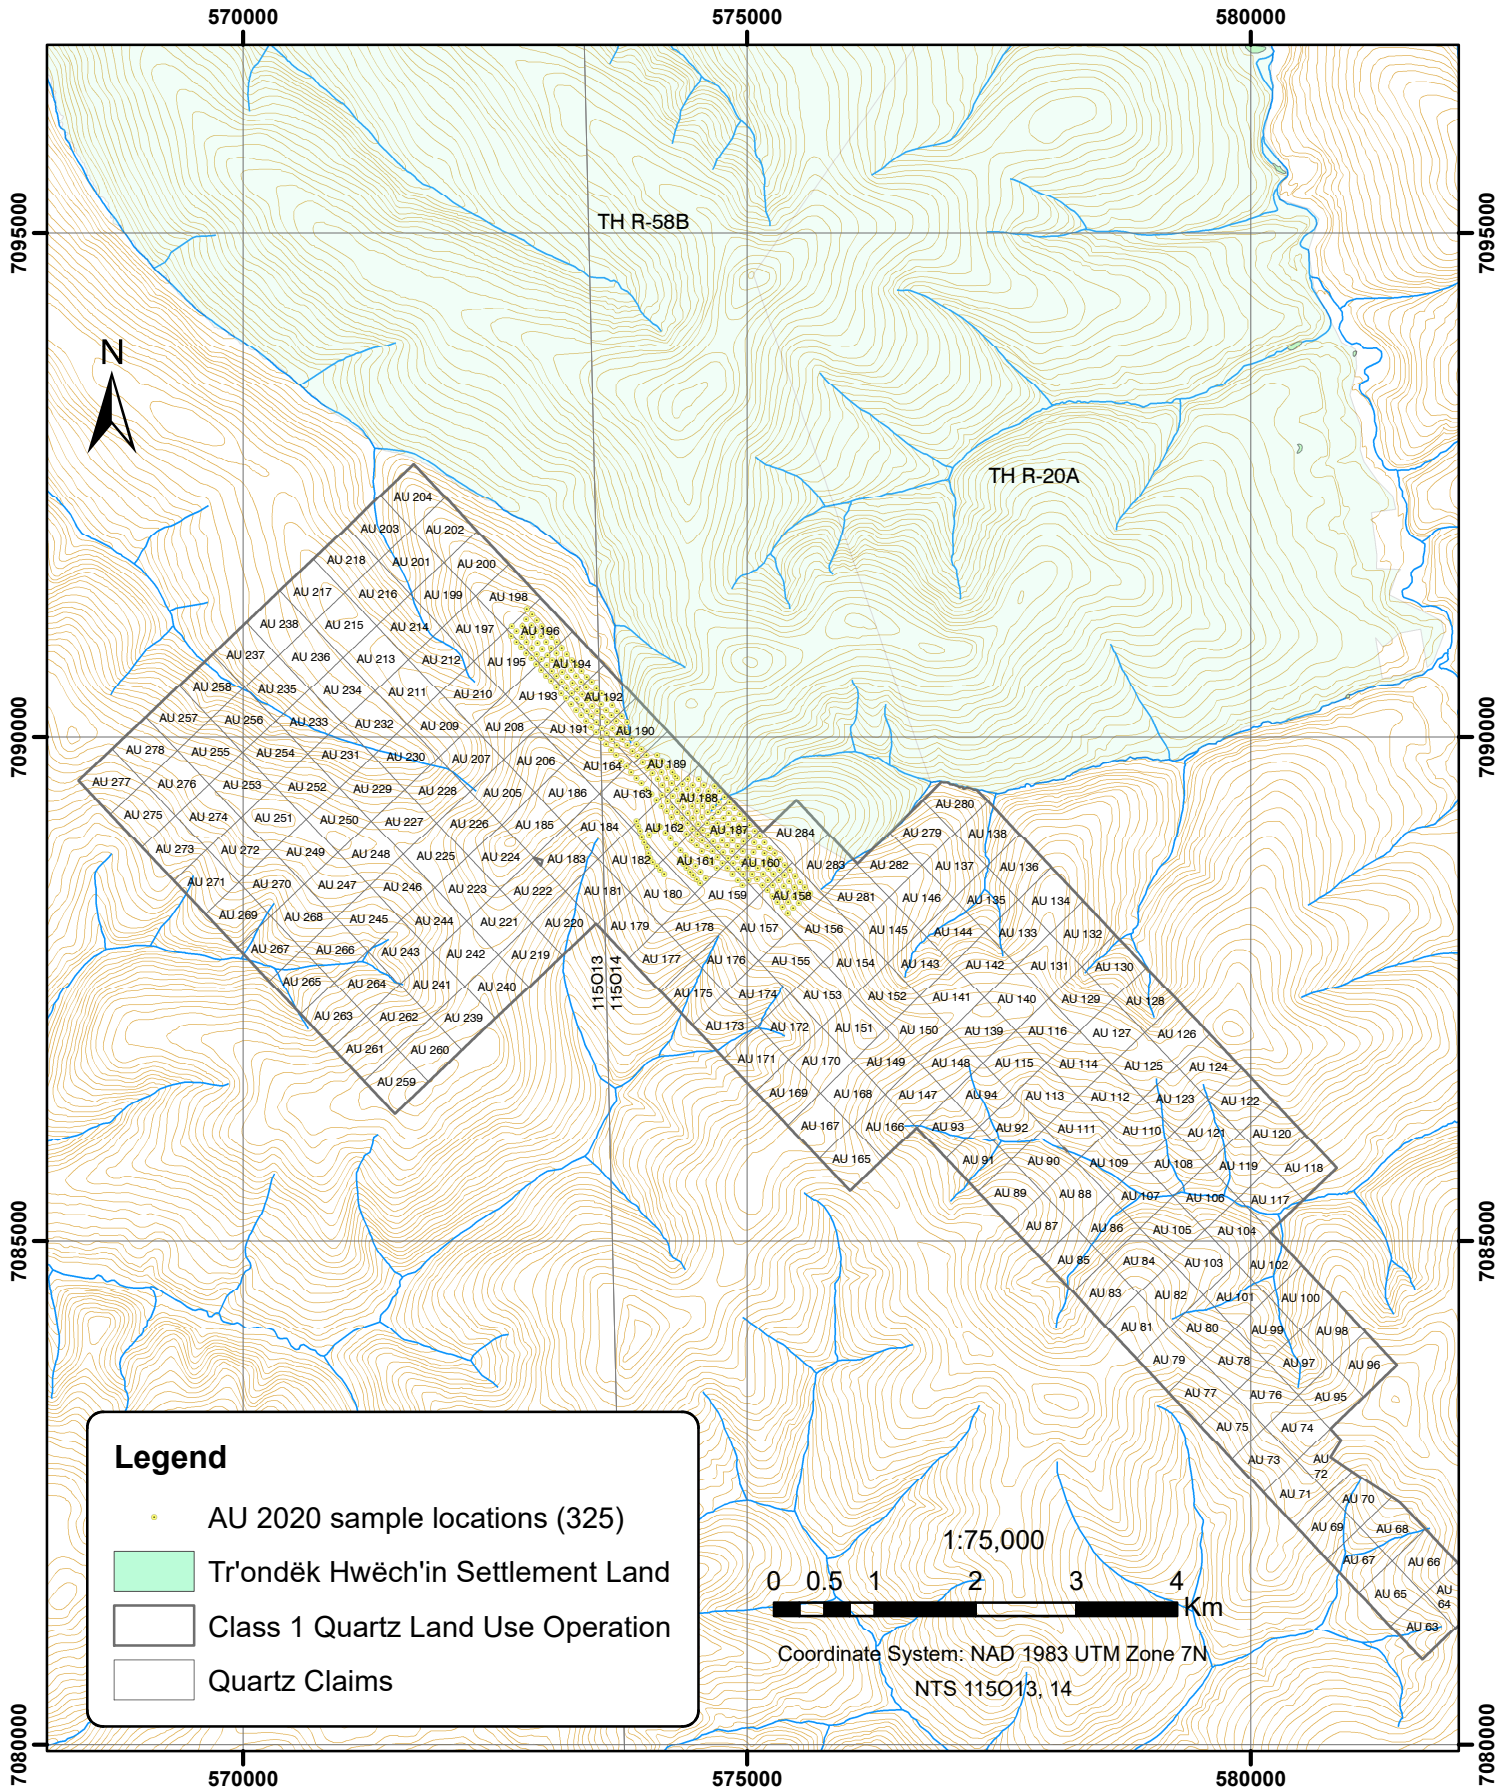 570000 575000 580000
7095000 7095000
TH R-58B
N
TH R-20A
AU 204
AU 203 AU 202
AU 218 AU 201 AU 200
AU 217 AU 216 AU 199 AU 198
AU 238 AU 215 AU 214 AU 197 AU 196
AU 237 AU 236 AU 213 AU 212 AU 195 AU 194
AU 258 AU 235 AU 234 AU 211 AU 210 AU 193 AU 192
AU 257 AU 256 AU 233 AU 232 AU 209 AU 208 AU 191 AU 190
7090000 7090000
AU 278 AU 255 AU 254 AU 231 AU 230 AU 207 AU 206 AU 164 AU 189
AU 277 AU 276 AU 253 AU 252 AU 229 AU 228 AU 205 AU 186 AU 163 AU 188 AU 280
AU 275 AU 274 AU 251 AU 250 AU 227 AU 226 AU 185 AU 184 AU 162 AU 187 AU 284 AU 279 AU 138
AU 273 AU 272 AU 249 AU 248 AU 225 AU 224 AU 183 AU 182 AU 161 AU 160 AU 283 AU 282 AU 137 AU 136
AU 271 AU 270 AU 247 AU 246 AU 223 AU 222 AU 181 AU 180 AU 159 AU 158 AU 281 AU 146 AU 135 AU 134
AU 269 AU 268 AU 245 AU 244 AU 221 AU 220 AU 179 AU 178 AU 157 AU 156 AU 145 AU 144 AU 133 AU 132
AU 267 AU 266 AU 243 AU 242 AU 219 AU 177 AU 176 AU 155 AU 154 AU 143 AU 142 AU 131 AU 130
115O13
115O14
AU 265 AU 264 AU 241 AU 240 AU 175 AU 174 AU 153 AU 152 AU 141 AU 140 AU 129 AU 128
AU 263 AU 262 AU 239 AU 173 AU 172 AU 151 AU 150 AU 139 AU 116 AU 127 AU 126
AU 261 AU 260 AU 171 AU 170 AU 149 AU 148 AU 115 AU 114 AU 125 AU 124
AU 259 AU 169 AU 168 AU 147 AU 94 AU 113 AU 112 AU 123 AU 122
AU 167 AU 166 AU 93 AU 92 AU 111 AU 110 AU 121 AU 120
AU 165 AU 91 AU 90 AU 109 AU 108 AU 119 AU 118
AU 89 AU 88 AU 107 AU 106 AU 117
AU 87 AU 86 AU 105 AU 104
7085000 7085000
AU 85 AU 84 AU 103 AU 102
AU 83 AU 82 AU 101 AU 100
AU 81 AU 80 AU 99 AU 98
AU 79 AU 78 AU 97 AU 96
AU 77 AU 76 AU 95
AU 75 AU 74
AU 73 AU
72
AU 71 AU 70
AU 69 AU 68
AU 67 AU 66
AU 65 AU
64
AU 63
Legend
AU 2020 sample locations (325)
Tr'ondëk Hwëch'in Settlement Land
Class 1 Quartz Land Use Operation
Quartz Claims
1:75,000
0 0.5 1 2 3 4
Km
Coordinate System: NAD 1983 UTM Zone 7N
NTS 115O13, 14
7080000 7080000
570000 575000 580000